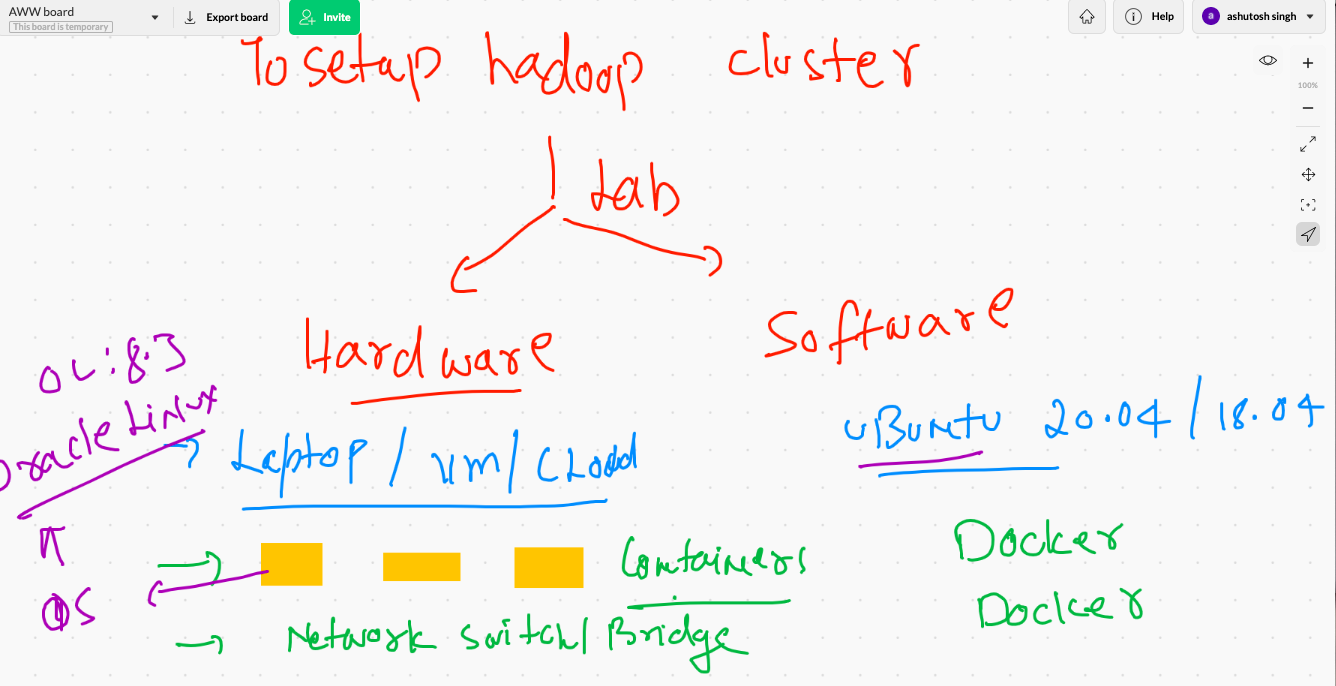 AWW board
This board is temporary
Export board
Invite
Help
a
ashutosh singh
100%
To setup hadoop cluster
Lab
Hardware
Software
OL:8.3
Oracle Linux
Laptop / VM / Cloud
uBuntu 20.04 / 18.04
Containers
Docker
OS
Docker
Network switch / Bridge